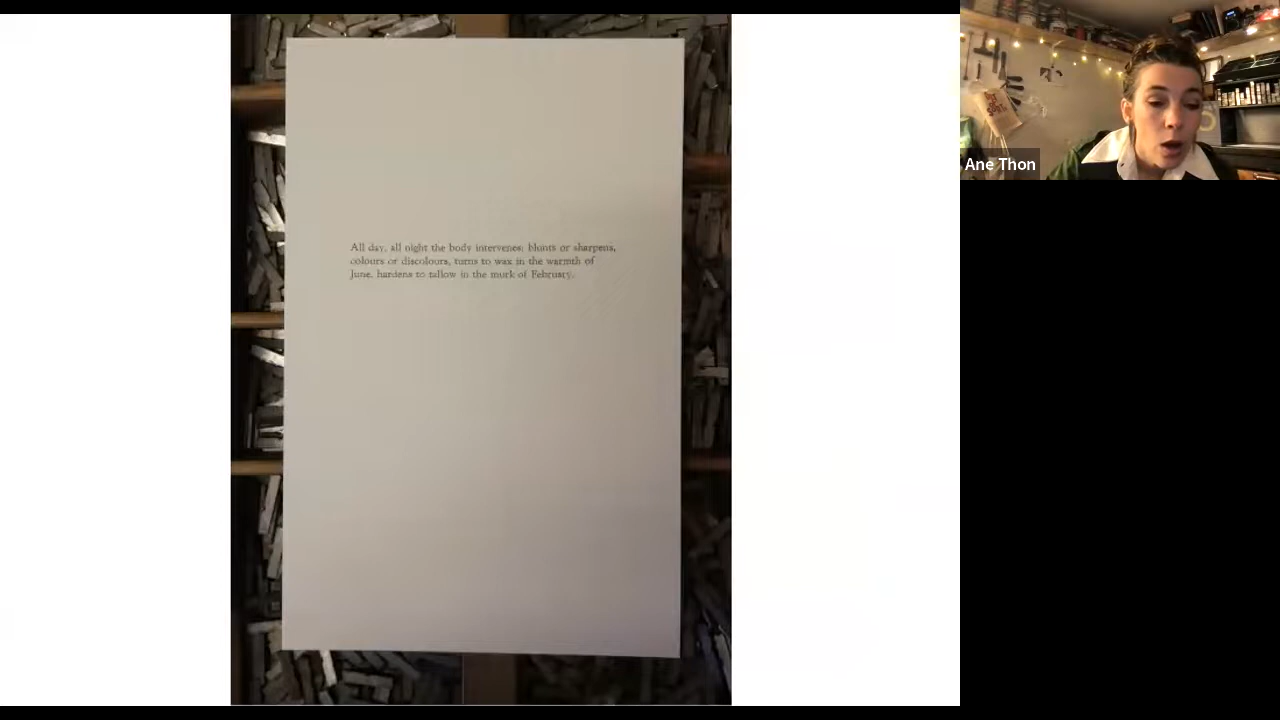 All day, all night the body intervenes; blunts or sharpens,
colours or discolours, turns to wax in the warmth of
June, hardens to tallow in the murk of February.
Ane Thon